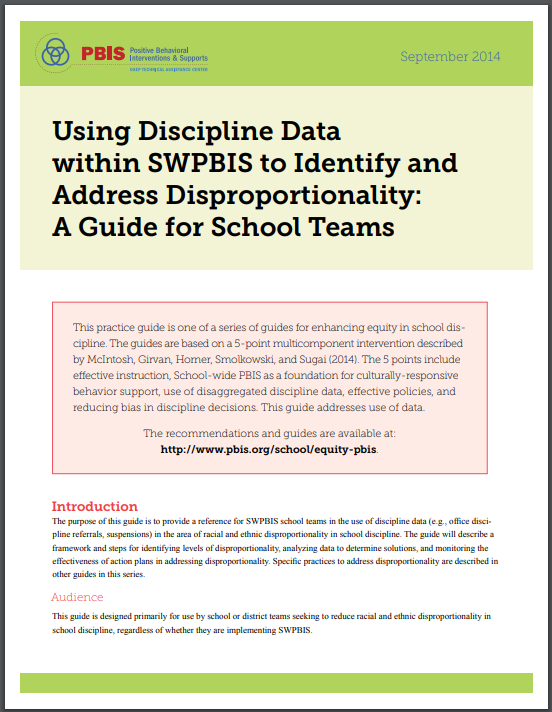 PBIS Positive Behavioral
Interventions & Supports
OSEP TECHNICAL ASSISTANCE CENTER
September 2014
Using Discipline Data
within SWPBIS to Identify and
Address Disproportionality:
A Guide for School Teams
This practice guide is one of a series of guides for enhancing equity in school dis-
cipline. The guides are based on a 5-point multicomponent intervention described
by McIntosh, Girvan, Horner, Smolkowski, and Sugai (2014). The 5 points include
effective instruction, School-wide PBIS as a foundation for culturally-responsive
behavior support, use of disaggregated discipline data, effective policies, and
reducing bias in discipline decisions. This guide addresses use of data.
The recommendations and guides are available at:
http://www.pbis.org/school/equity-pbis.
Introduction
The purpose of this guide is to provide a reference for SWPBIS school teams in the use of discipline data (e.g., office disci-
pline referrals, suspensions) in the area of racial and ethnic disproportionality in school discipline. The guide will describe a
framework and steps for identifying levels of disproportionality, analyzing data to determine solutions, and monitoring the
effectiveness of action plans in addressing disproportionality. Specific practices to address disproportionality are described in
other guides in this series.
Audience
This guide is designed primarily for use by school or district teams seeking to reduce racial and ethnic disproportionality in
school discipline, regardless of whether they are implementing SWPBIS.